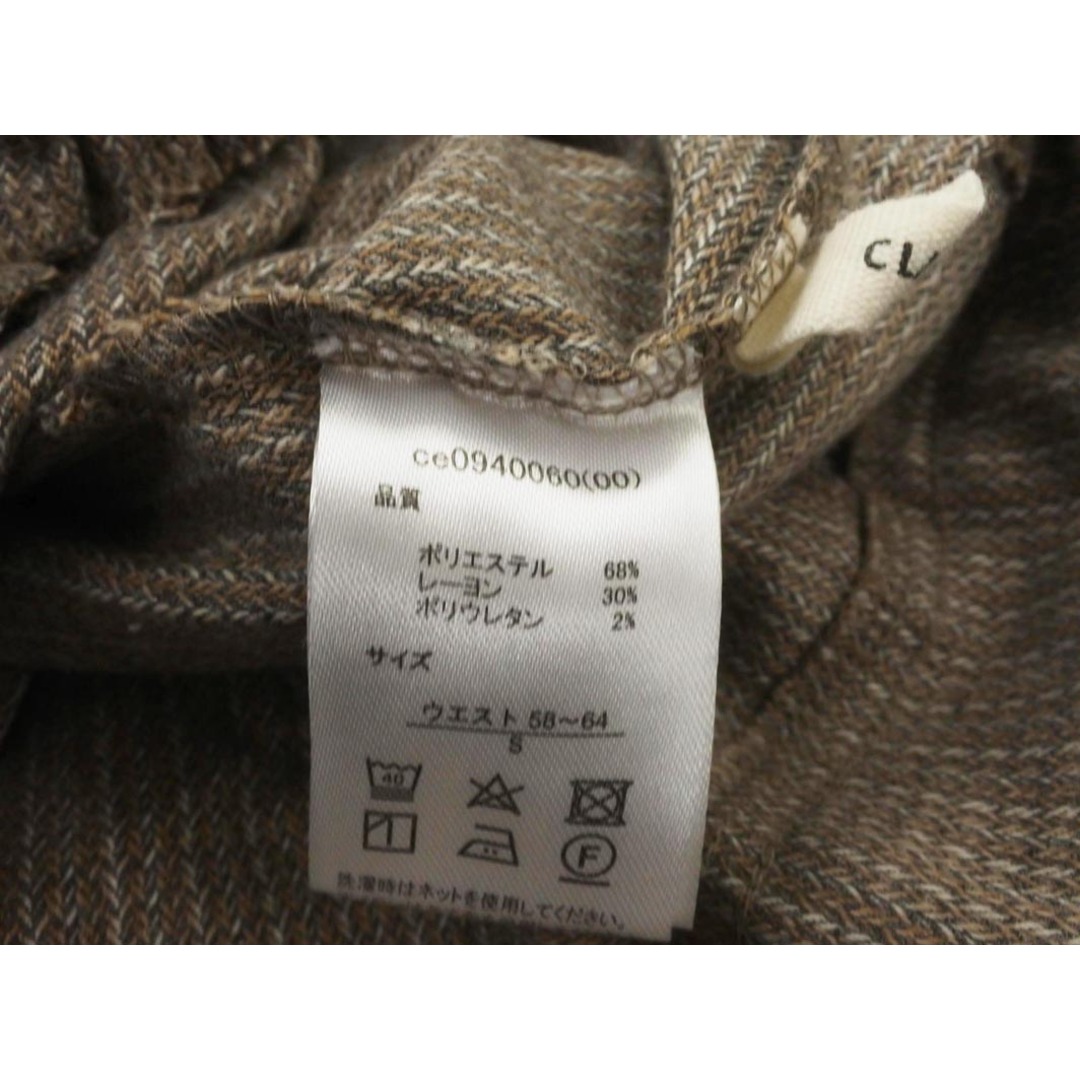 ce0940060(00)
品質
ポリエステル 68%
レーヨン 30%
ポリウレタン 2%
サイズ
ウエスト 58～64
S
40
F
洗濯時はネットを使用してください。